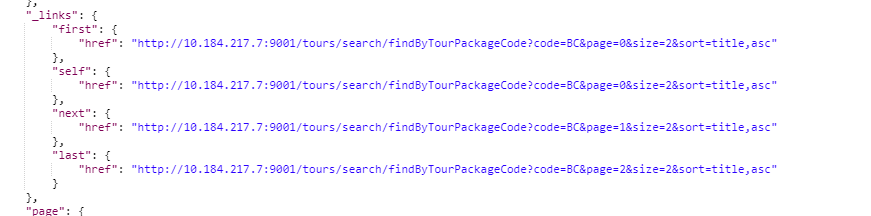 },
"_links": {
"first": {
"href": "http://10.184.217.7:9001/tours/search/findByTourPackageCode?code=BC&page=0&size=2&sort=title,asc"
},
"self": {
"href": "http://10.184.217.7:9001/tours/search/findByTourPackageCode?code=BC&page=0&size=2&sort=title,asc"
},
"next": {
"href": "http://10.184.217.7:9001/tours/search/findByTourPackageCode?code=BC&page=1&size=2&sort=title,asc"
},
"last": {
"href": "http://10.184.217.7:9001/tours/search/findByTourPackageCode?code=BC&page=2&size=2&sort=title,asc"
}
},
"page": {